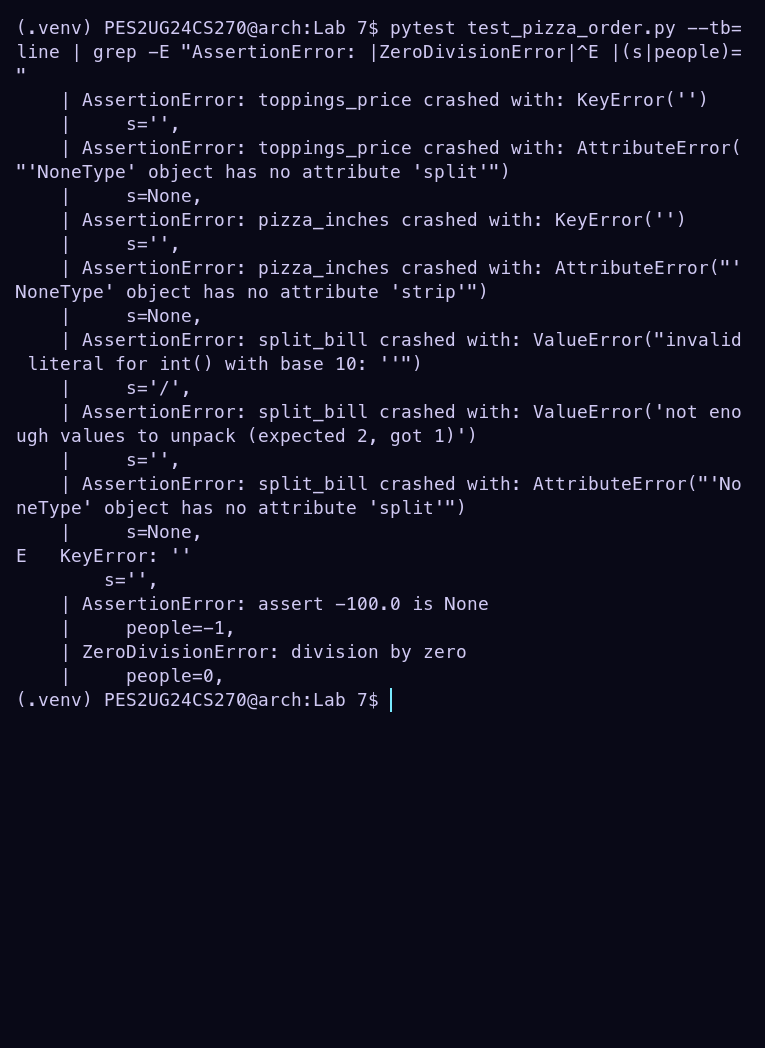 (.venv) PES2UG24CS270@arch:Lab 7$ pytest test_pizza_order.py --tb=
line | grep -E "AssertionError: |ZeroDivisionError|^E |(s|people)=
"
    | AssertionError: toppings_price crashed with: KeyError('')
    |     s='',
    | AssertionError: toppings_price crashed with: AttributeError(
"'NoneType' object has no attribute 'split'")
    |     s=None,
    | AssertionError: pizza_inches crashed with: KeyError('')
    |     s='',
    | AssertionError: pizza_inches crashed with: AttributeError("'
NoneType' object has no attribute 'strip'")
    |     s=None,
    | AssertionError: split_bill crashed with: ValueError("invalid
 literal for int() with base 10: ''")
    |     s='/',
    | AssertionError: split_bill crashed with: ValueError('not eno
ugh values to unpack (expected 2, got 1)')
    |     s='',
    | AssertionError: split_bill crashed with: AttributeError("'No
neType' object has no attribute 'split'")
    |     s=None,
E   KeyError: ''
        s='',
    | AssertionError: assert -100.0 is None
    |     people=-1,
    | ZeroDivisionError: division by zero
    |     people=0,
(.venv) PES2UG24CS270@arch:Lab 7$